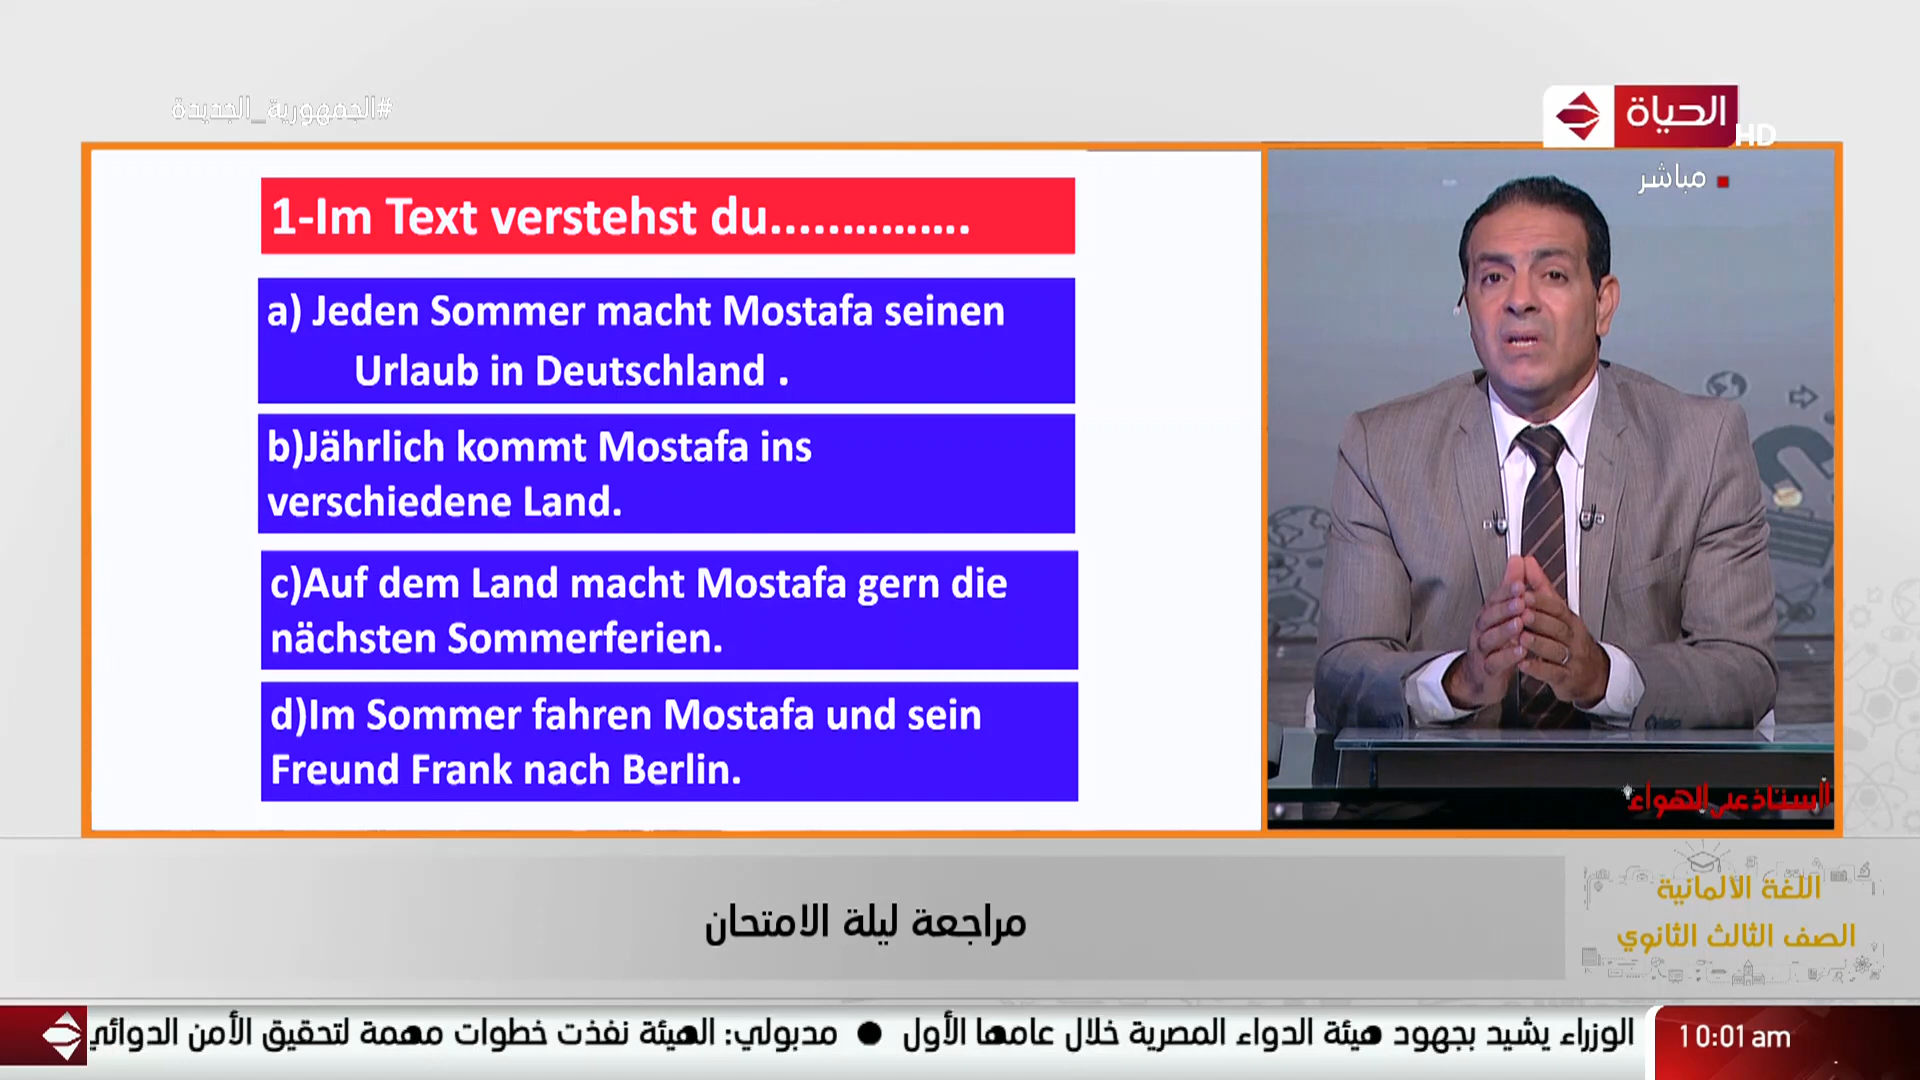 #الجمهورية_الجديدة
الحياة
HD
مباشر
1-Im Text verstehst du...............
a) Jeden Sommer macht Mostafa seinen
Urlaub in Deutschland .
b)Jährlich kommt Mostafa ins
verschiedene Land.
c)Auf dem Land macht Mostafa gern die
nächsten Sommerferien.
d)Im Sommer fahren Mostafa und sein
Freund Frank nach Berlin.
أستاذ على الهواء
اللغة الالمانية
الصف الثالث الثانوي
مراجعة ليلة الامتحان
الوزراء يشيد بجهود هيئة الدواء المصرية خلال عامها الأول ● مدبولي: الهيئة نفذت خطوات مهمة لتحقيق الأمن الدوائي
10:01 am